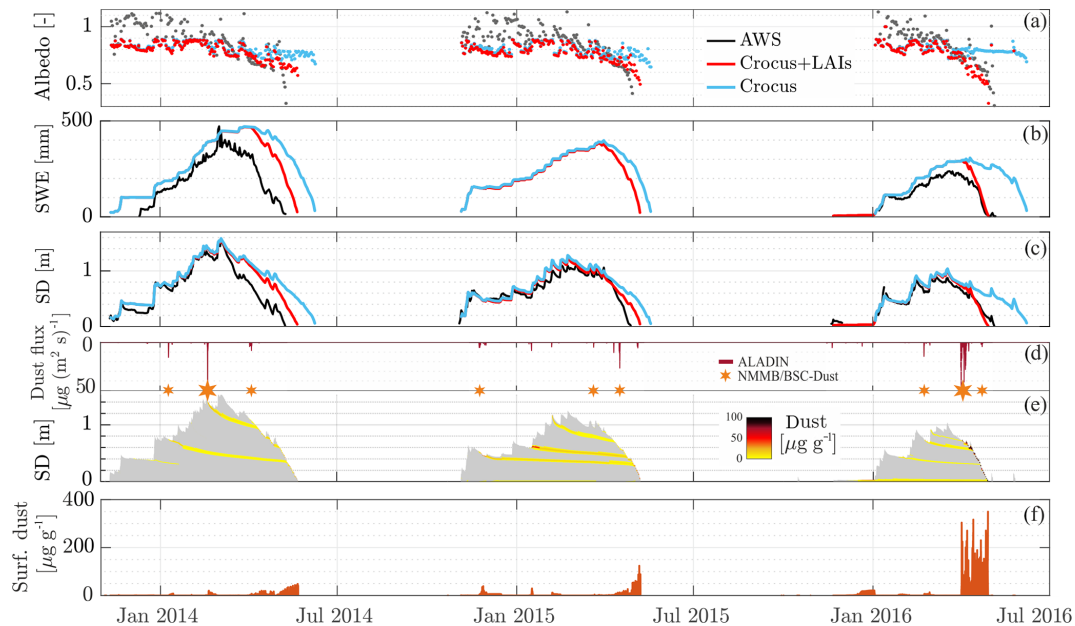 (a)
Albedo [-]
1
0.5
AWS
Crocus+LAIs
Crocus
(b)
SWE [mm]
500
0
(c)
SD [m]
1
0
(d)
Dust flux
[µg (m² s)⁻¹]
0
50
ALADIN
NMMB/BSC-Dust
(e)
SD [m]
1
0
100
50
0
Dust
[µg g⁻¹]
(f)
Surf. dust
[µg g⁻¹]
400
200
0
Jan 2014 Jul 2014 Jan 2015 Jul 2015 Jan 2016 Jul 2016